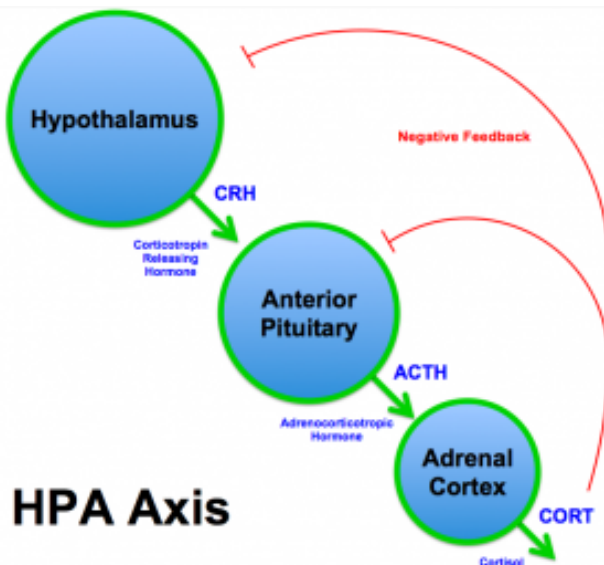 Hypothalamus
Negative Feedback
CRH
Corticotropin
Releasing
Hormone
Anterior
Pituitary
ACTH
Adrenocorticotropic
Hormone
Adrenal
Cortex
HPA Axis
CORT
Cortisol